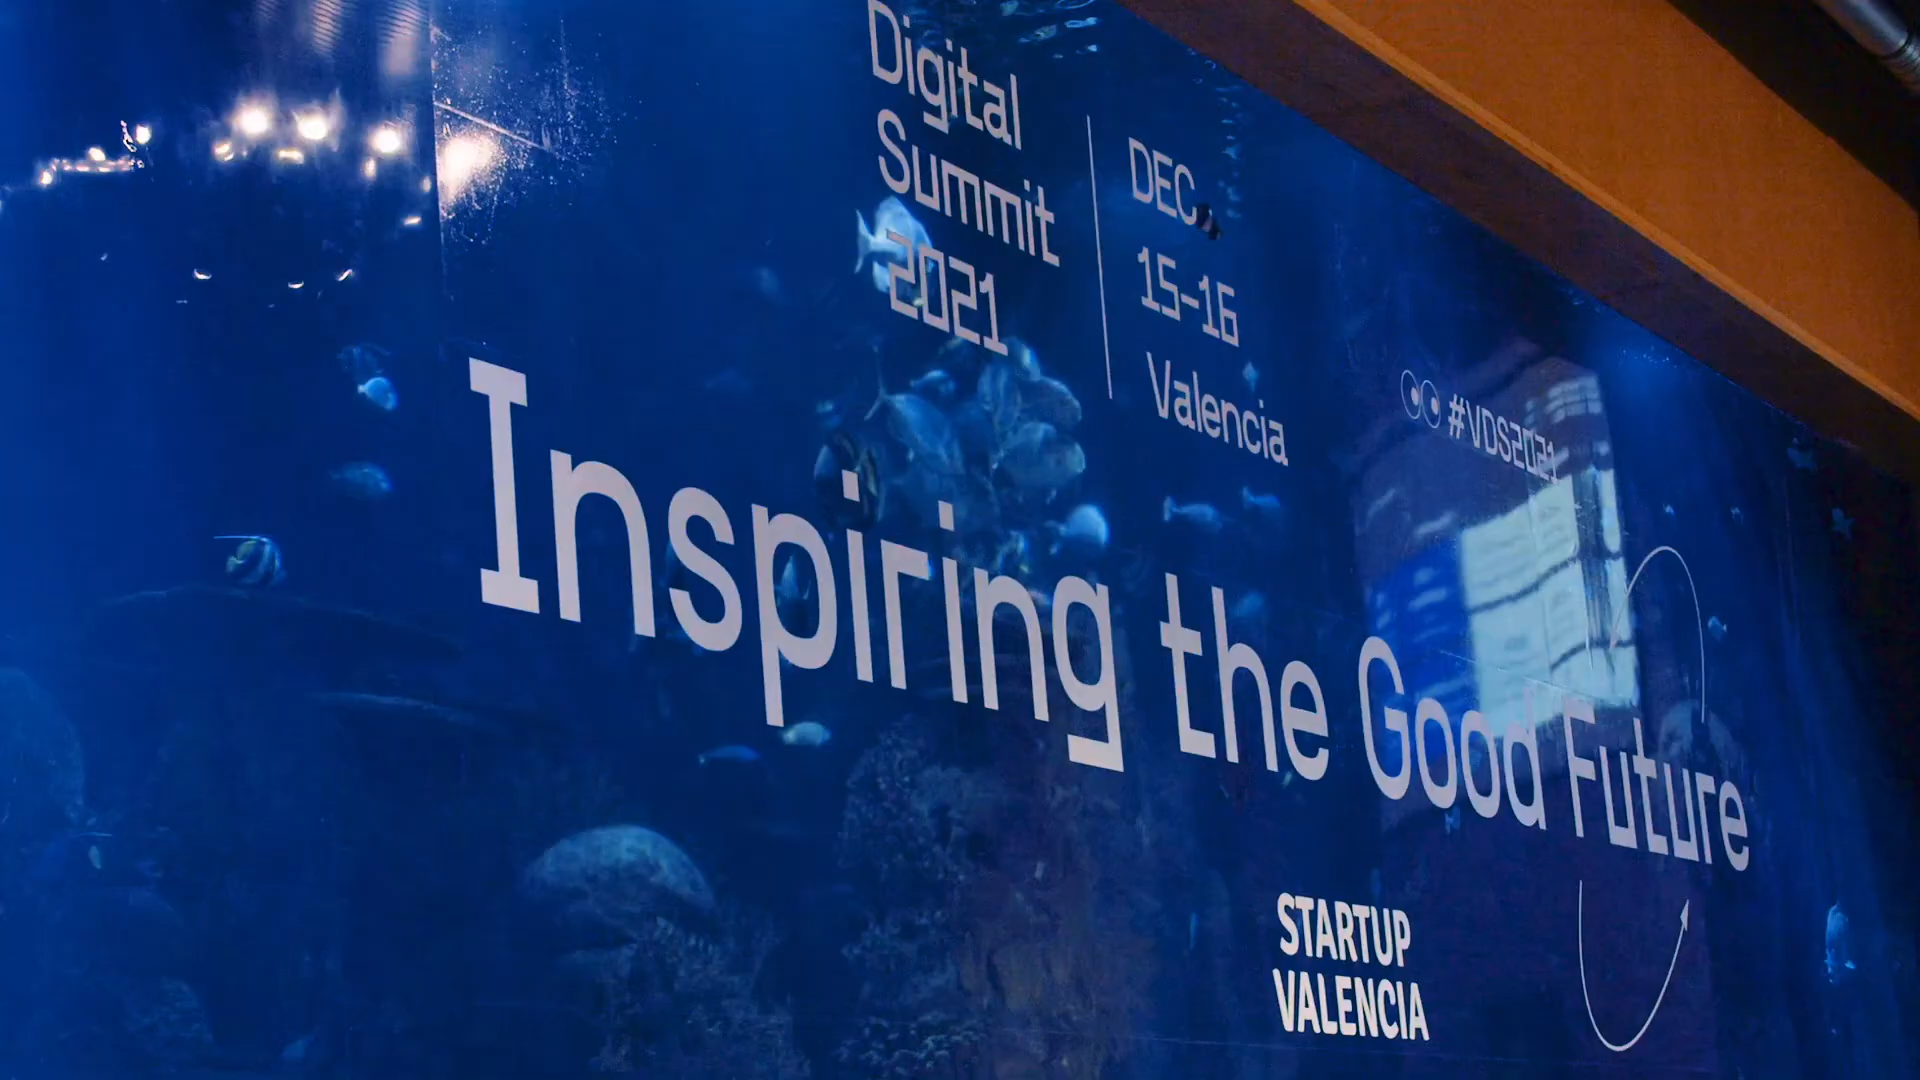 Digital
Summit
2021
DEC
15-16
Valencia
#VDS2021
Inspiring the Good Future
STARTUP
VALENCIA